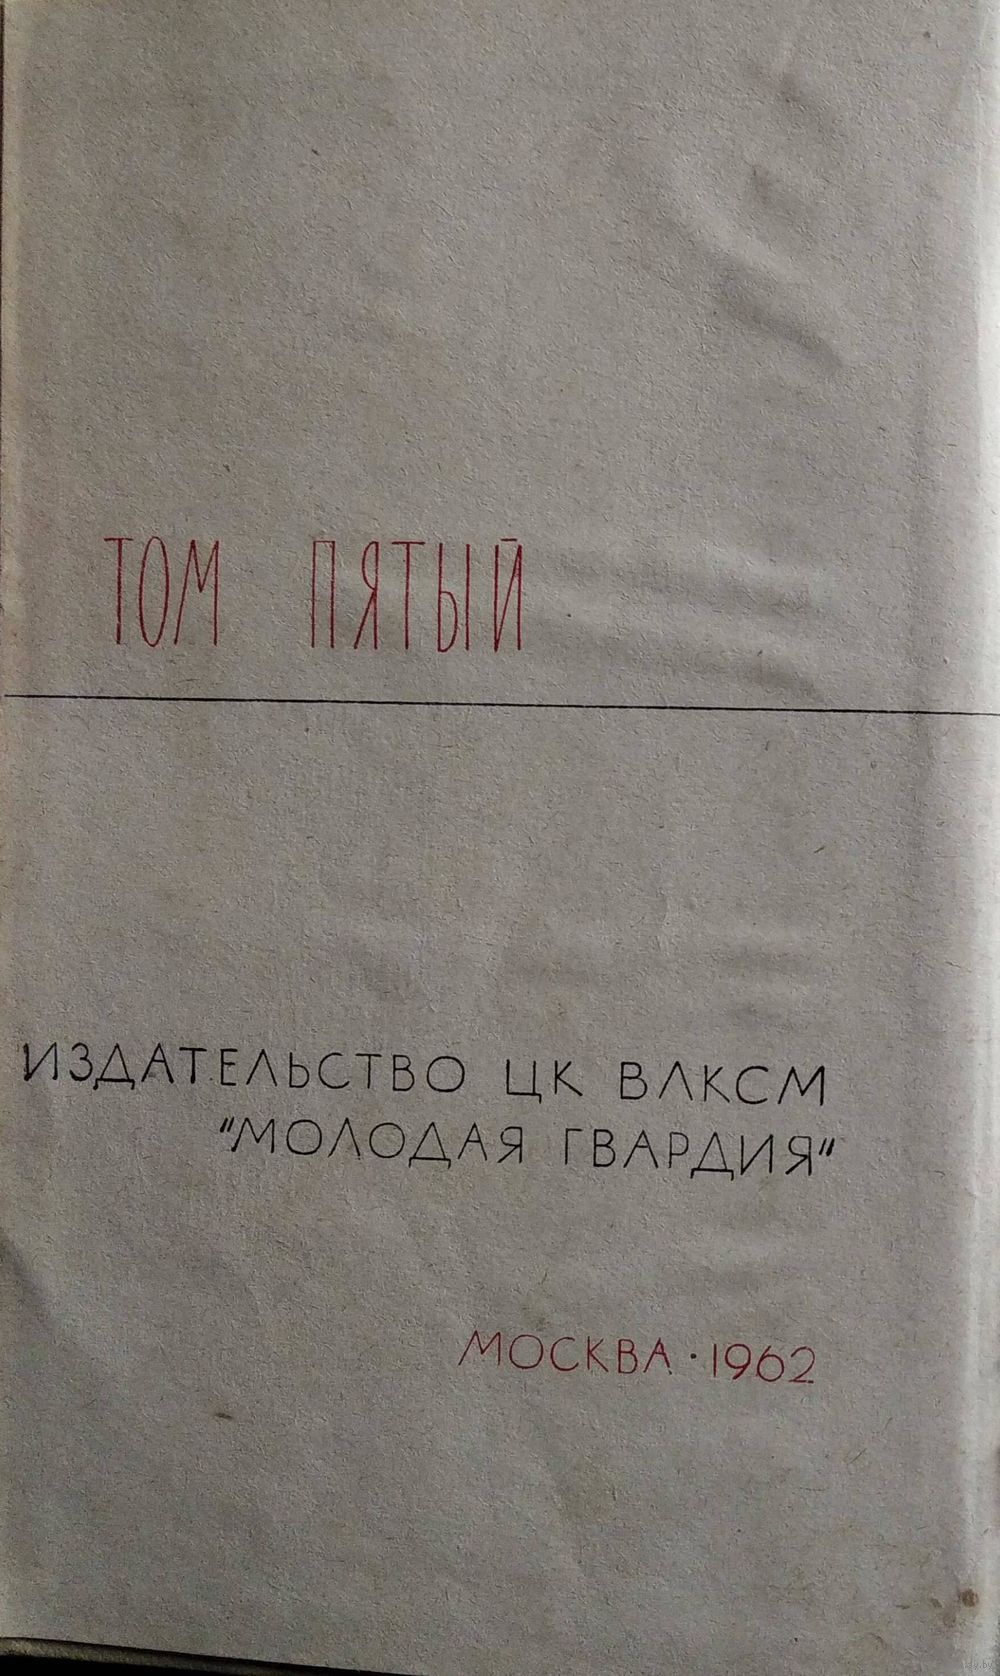 ТОМ ПЯТЫЙ
ИЗДАТЕЛЬСТВО ЦК ВЛКСМ
"МОЛОДАЯ ГВАРДИЯ"
МОСКВА · 1962